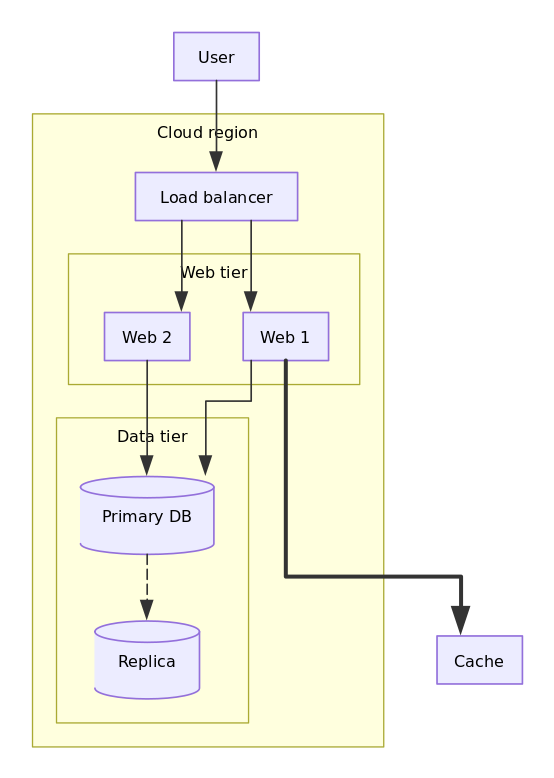 User
Cloud region
Load balancer
Web tier
Web 2
Web 1
Data tier
Primary DB
Replica
Cache